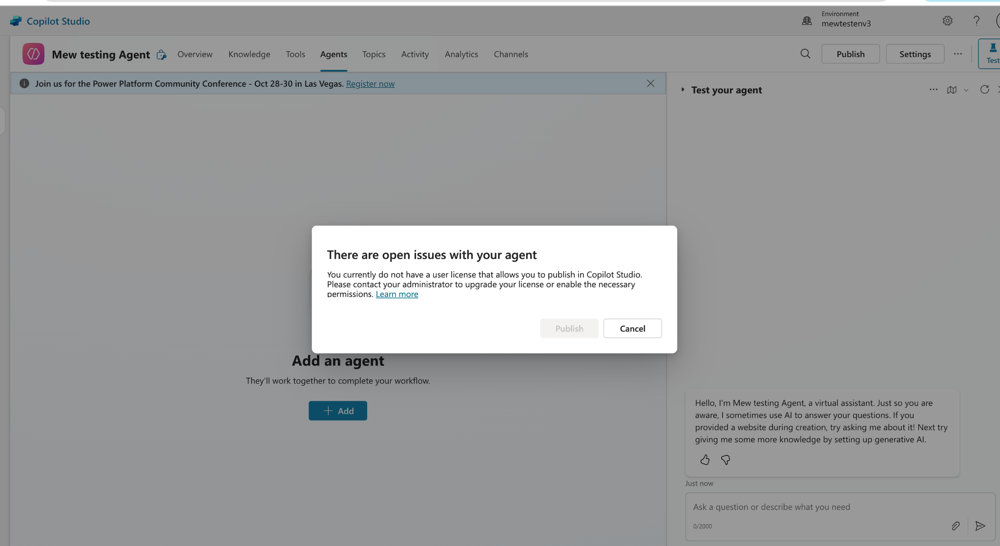 Copilot Studio
Environment
mewtestenv3
Mew testing Agent
Overview
Knowledge
Tools
Agents
Topics
Activity
Analytics
Channels
Publish
Settings
Test
Join us for the Power Platform Community Conference - Oct 28-30 in Las Vegas. Register now
Test your agent
There are open issues with your agent
You currently do not have a user license that allows you to publish in Copilot Studio.
Please contact your administrator to upgrade your license or enable the necessary
permissions. Learn more
Publish
Cancel
Add an agent
They'll work together to complete your workflow.
Add
Hello, I'm Mew testing Agent, a virtual assistant. Just so you are
aware, I sometimes use AI to answer your questions. If you
provided a website during creation, try asking me about it! Next try
giving me some more knowledge by setting up generative AI.
Just now
Ask a question or describe what you need
0/2000